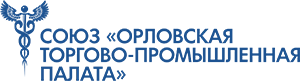 СОЮЗ «ОРЛОВСКАЯ
ТОРГОВО-ПРОМЫШЛЕННАЯ
ПАЛАТА»